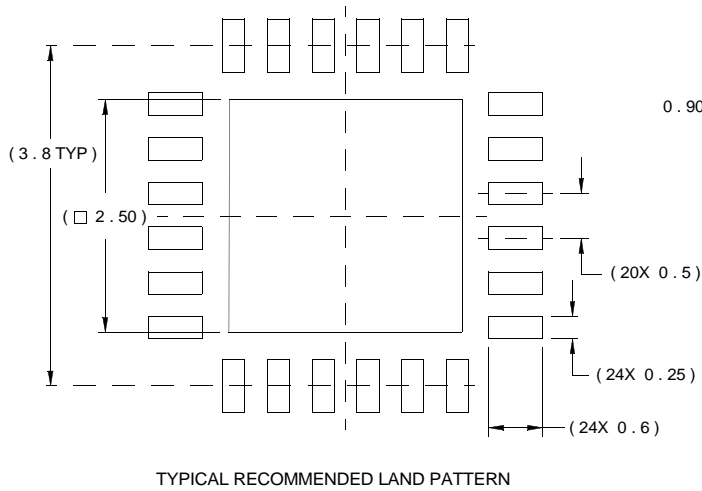 0.90
( 3 . 8 TYP )
( □ 2 . 50 )
(20X 0.5 )
(24X 0.25 )
(24X 0.6 )
TYPICAL RECOMMENDED LAND PATTERN